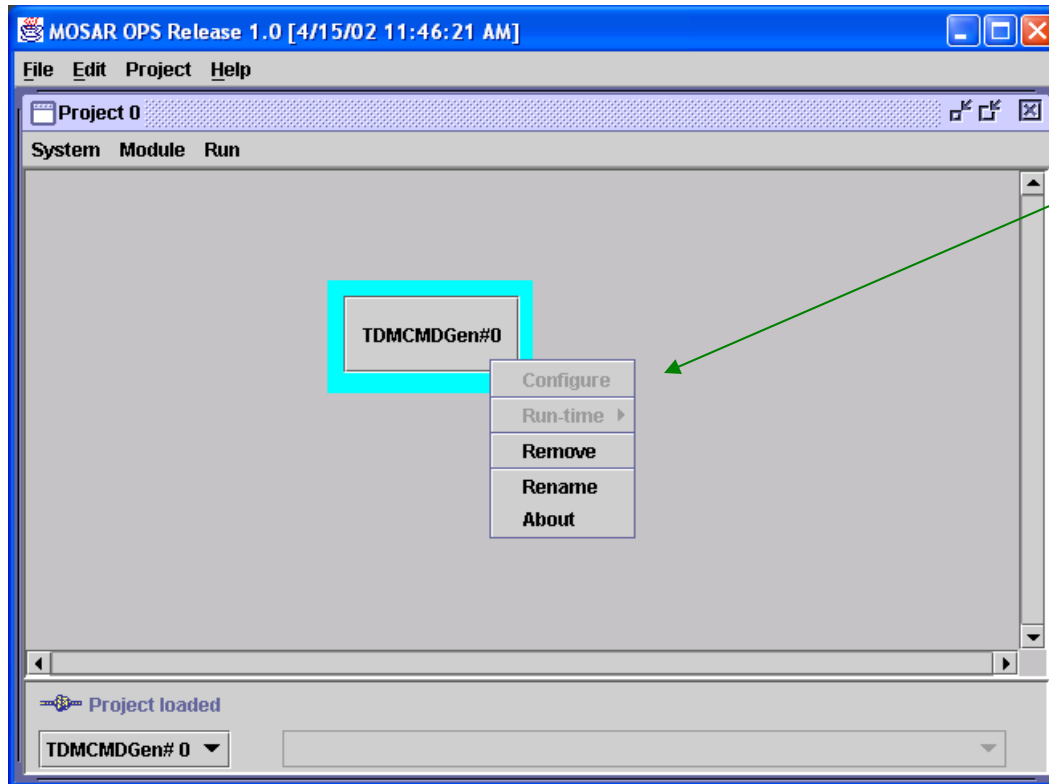 MOSAR OPS Release 1.0 [4/15/02 11:46:21 AM]
File Edit Project Help
Project 0
System Module Run
TDMCMDGen#0
Configure
Run-time
Remove
Rename
About
Project loaded
TDMCMDGen# 0